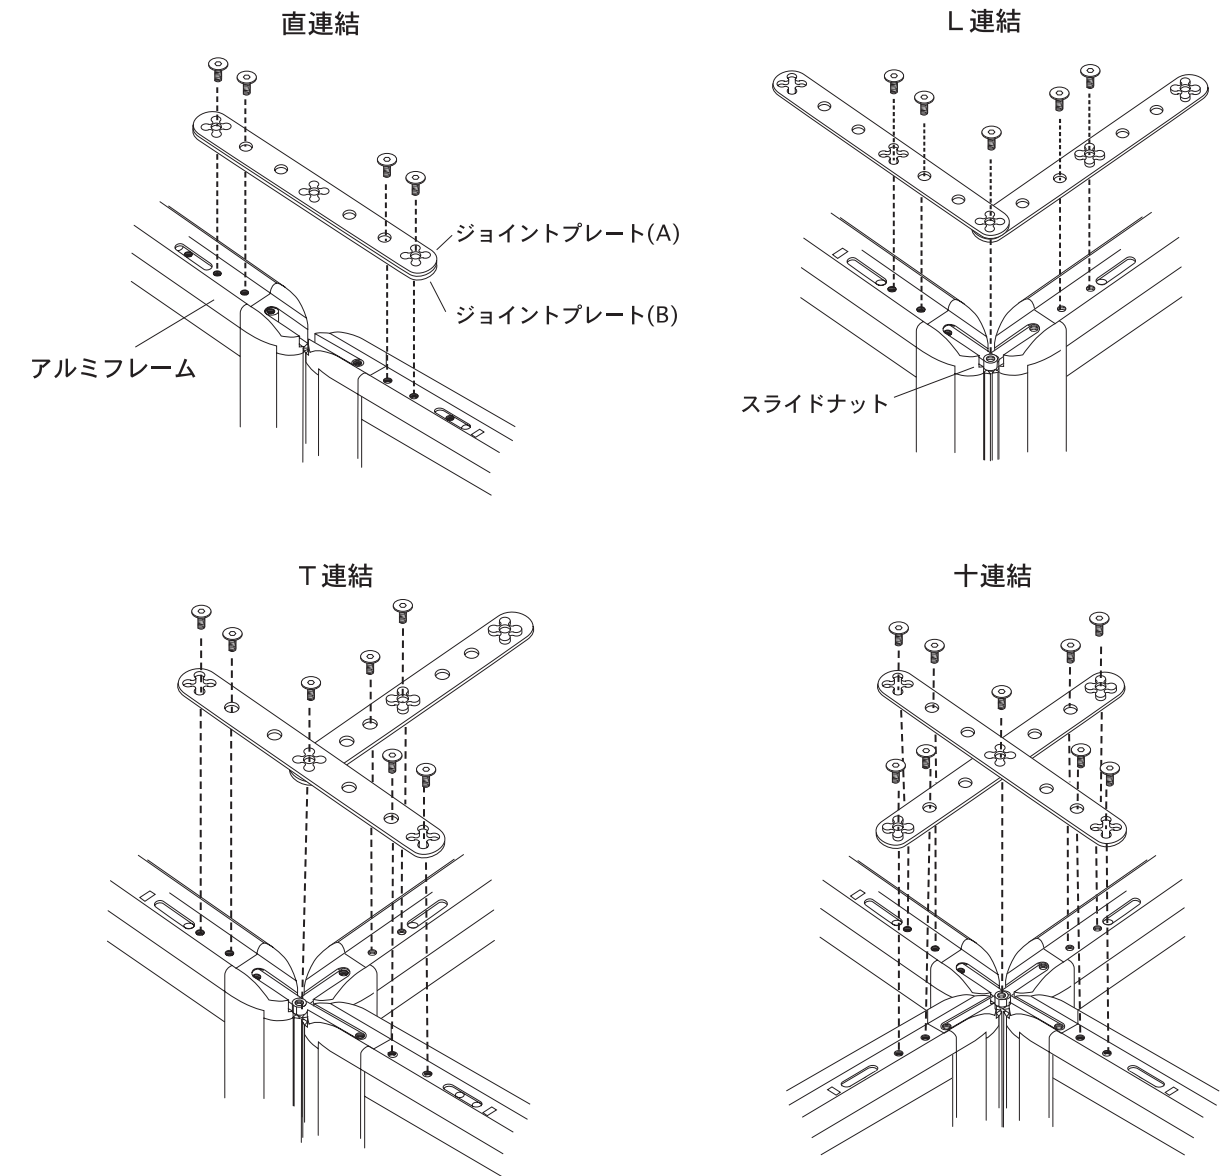 直連結
L連結
ジョイントプレート(A)
ジョイントプレート(B)
アルミフレーム
スライドナット
T連結
十連結